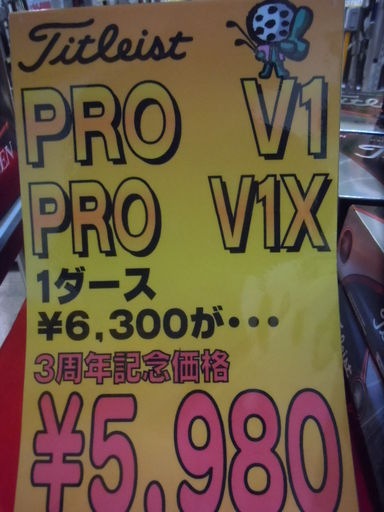 Titleist
PRO V1
PRO V1X
1ダース
¥6,300が・・・
3周年記念価格
¥5,980